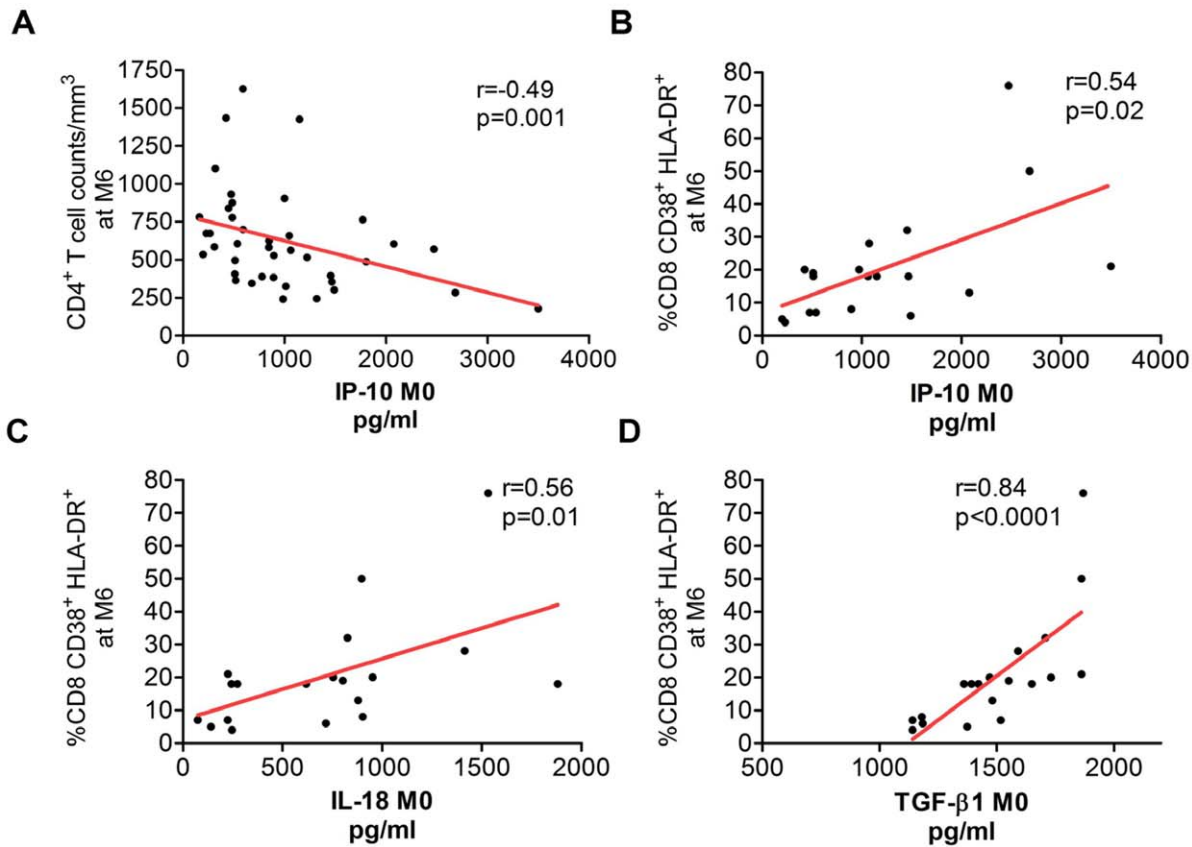 A
CD4+ T cell counts/mm3
at M6
1750
1500
1250
1000
750
500
250
0
r=-0.49
p=0.001
0 1000 2000 3000 4000
IP-10 M0
pg/ml
B
%CD8 CD38+ HLA-DR+
at M6
80
70
60
50
40
30
20
10
0
r=0.54
p=0.02
0 1000 2000 3000 4000
IP-10 M0
pg/ml
C
%CD8 CD38+ HLA-DR+
at M6
80
70
60
50
40
30
20
10
0
r=0.56
p=0.01
0 500 1000 1500 2000
IL-18 M0
pg/ml
D
%CD8 CD38+ HLA-DR+
at M6
80
70
60
50
40
30
20
10
0
r=0.84
p<0.0001
500 1000 1500 2000
TGF-β1 M0
pg/ml